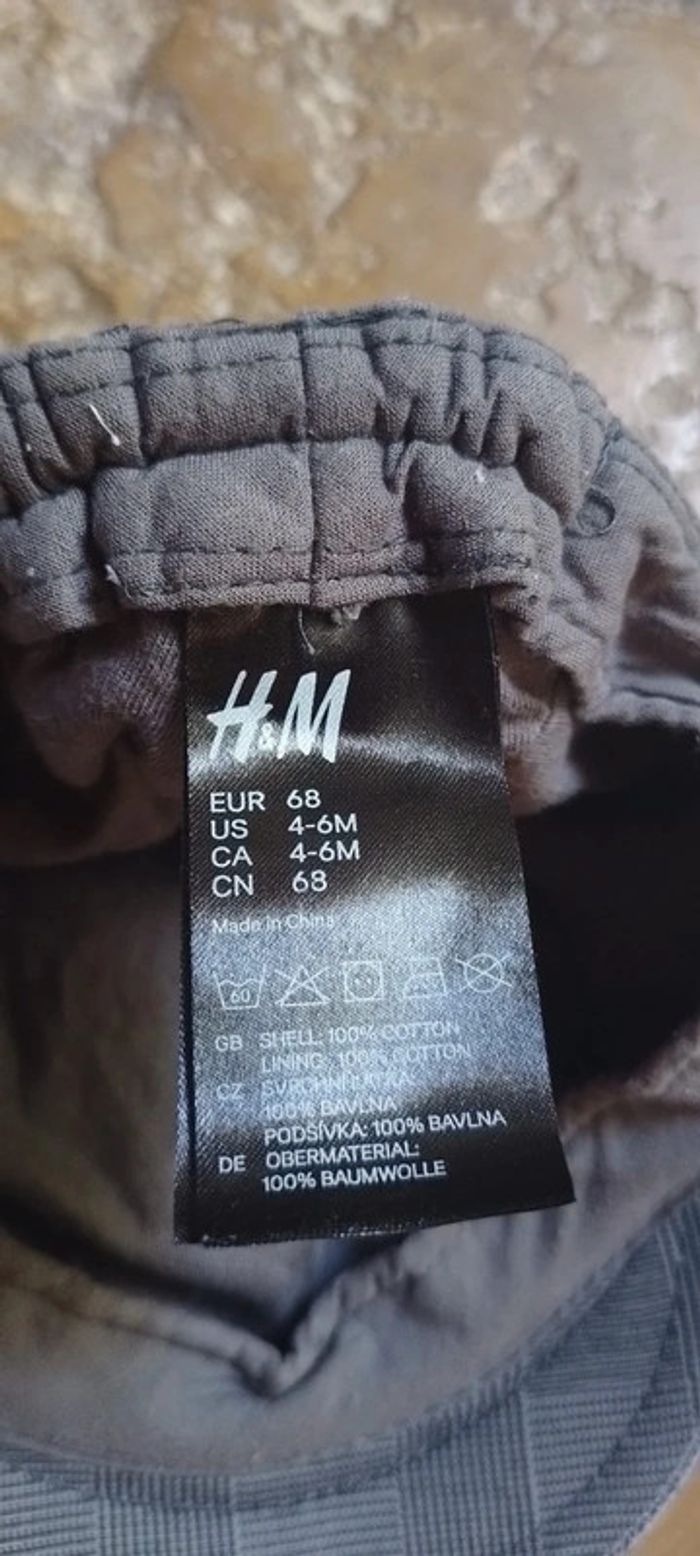 H&M
EUR 68
US 4-6M
CA 4-6M
CN 68
Made in China
60
GB SHELL: 100% COTTON
LINING: 100% COTTON
CZ SVRCHNÍ LÁTKA:
100% BAVLNA
PODŠÍVKA: 100% BAVLNA
DE OBERMATERIAL:
100% BAUMWOLLE